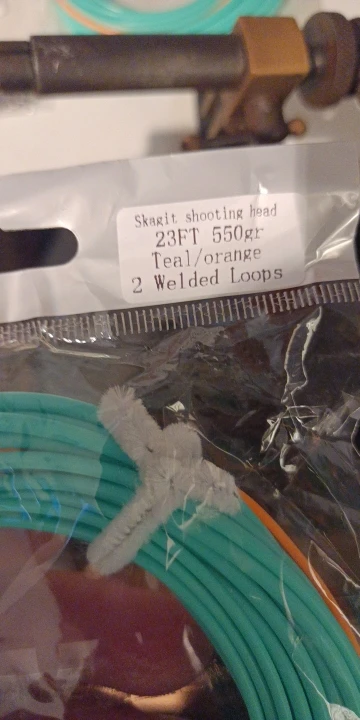 Skagit shooting head
23FT 550gr
Teal/orange
2 Welded Loops